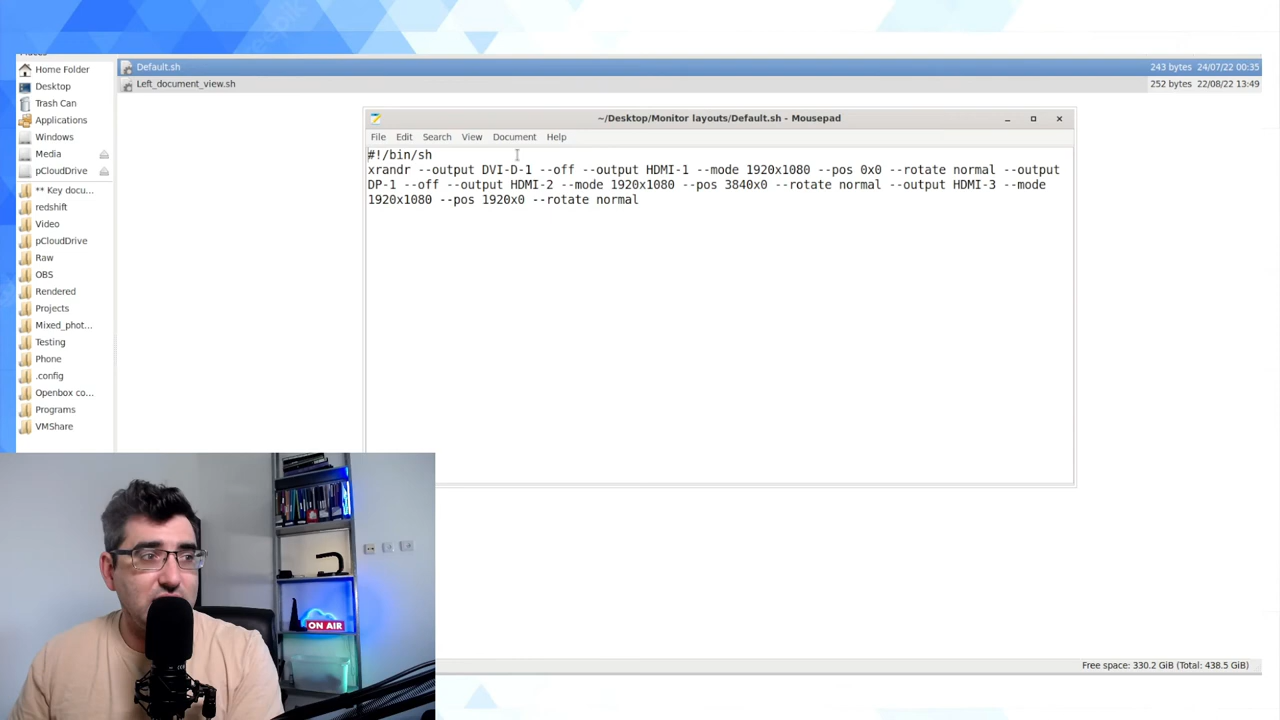 Default.sh 243 bytes 24/07/22 00:35
Left_document_view.sh 252 bytes 22/08/22 13:49
Home Folder
Desktop
Trash Can
Applications
Windows
Media
pCloudDrive
** Key docu...
redshift
Video
pCloudDrive
Raw
OBS
Rendered
Projects
Mixed_phot...
Testing
Phone
.config
Openbox co...
Programs
VMShare
~/Desktop/Monitor layouts/Default.sh - Mousepad
File Edit Search View Document Help
#!/bin/sh
xrandr --output DVI-D-1 --off --output HDMI-1 --mode 1920x1080 --pos 0x0 --rotate normal --output
DP-1 --off --output HDMI-2 --mode 1920x1080 --pos 3840x0 --rotate normal --output HDMI-3 --mode
1920x1080 --pos 1920x0 --rotate normal
ON AIR
Free space: 330.2 GiB (Total: 438.5 GiB)